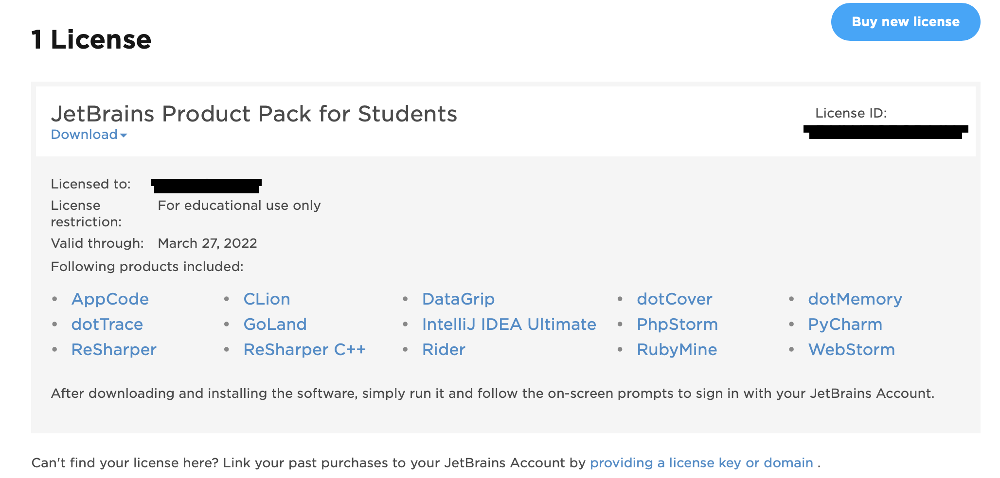 Buy new license
1 License
JetBrains Product Pack for Students
Download
License ID:
Licensed to:
License restriction: For educational use only
Valid through: March 27, 2022
Following products included:
AppCode CLion DataGrip dotCover dotMemory
dotTrace GoLand IntelliJ IDEA Ultimate PhpStorm PyCharm
ReSharper ReSharper C++ Rider RubyMine WebStorm
After downloading and installing the software, simply run it and follow the on-screen prompts to sign in with your JetBrains Account.
Can't find your license here? Link your past purchases to your JetBrains Account by providing a license key or domain .